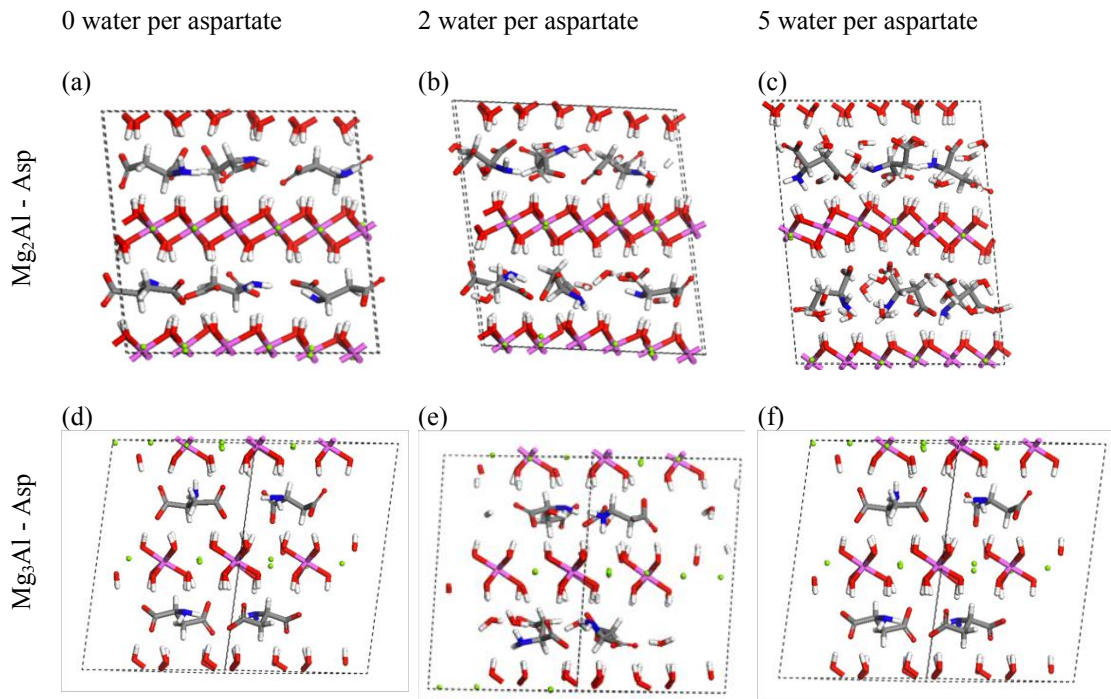 0 water per aspartate
2 water per aspartate
5 water per aspartate
(a)
(b)
(c)
Mg₂Al - Asp
(d)
(e)
(f)
Mg₃Al - Asp